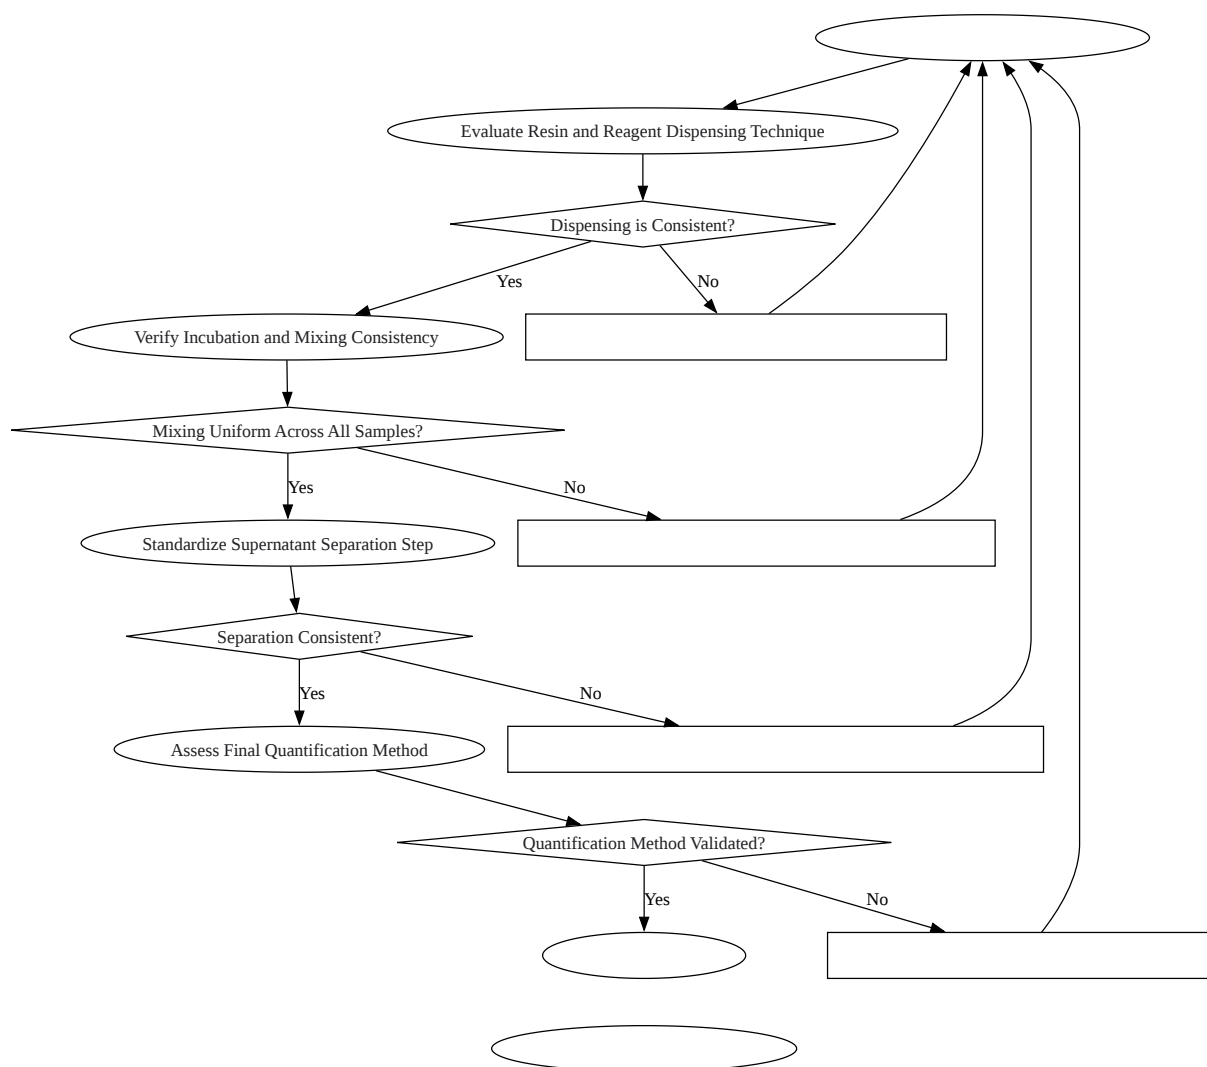 Evaluate Resin and Reagent Dispensing Technique
Dispensing is Consistent?
Yes
No
Verify Incubation and Mixing Consistency
Mixing Uniform Across All Samples?
Yes
No
Standardize Supernatant Separation Step
Separation Consistent?
Yes
No
Assess Final Quantification Method
Quantification Method Validated?
Yes
No